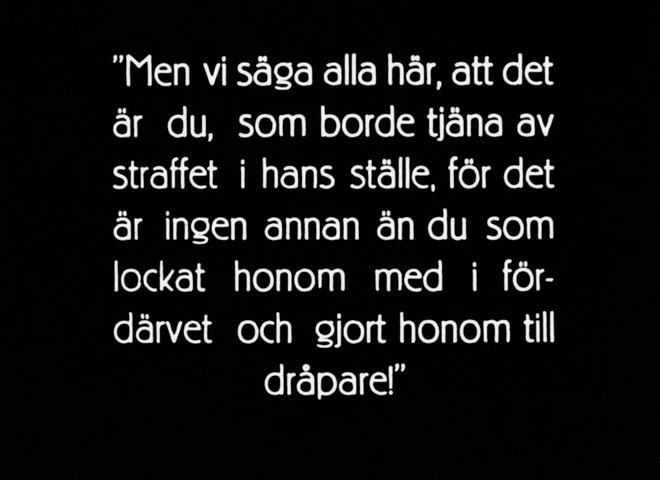 ”Men vi säga alla här, att det
är du, som borde tjäna av
straffet i hans ställe, för det
är ingen annan än du som
lockat honom med i för-
därvet och gjort honom till
dråpare!”